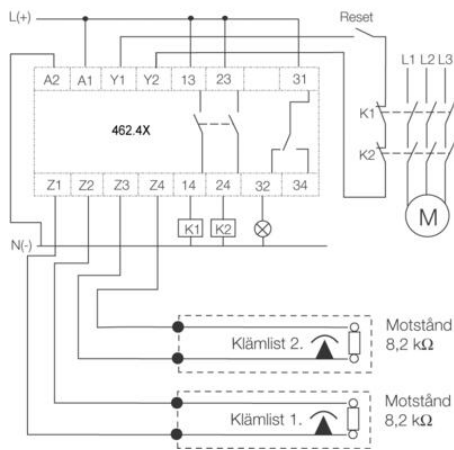 L(+)
Reset
L1 L2 L3
A2 A1 Y1 Y2 13 23 31
462.4X
K1
K2
Z1 Z2 Z3 Z4 14 24 32 34
M
K1 K2
N(-)
Klämlist 2.
Motstånd
8,2 kΩ
Klämlist 1.
Motstånd
8,2 kΩ